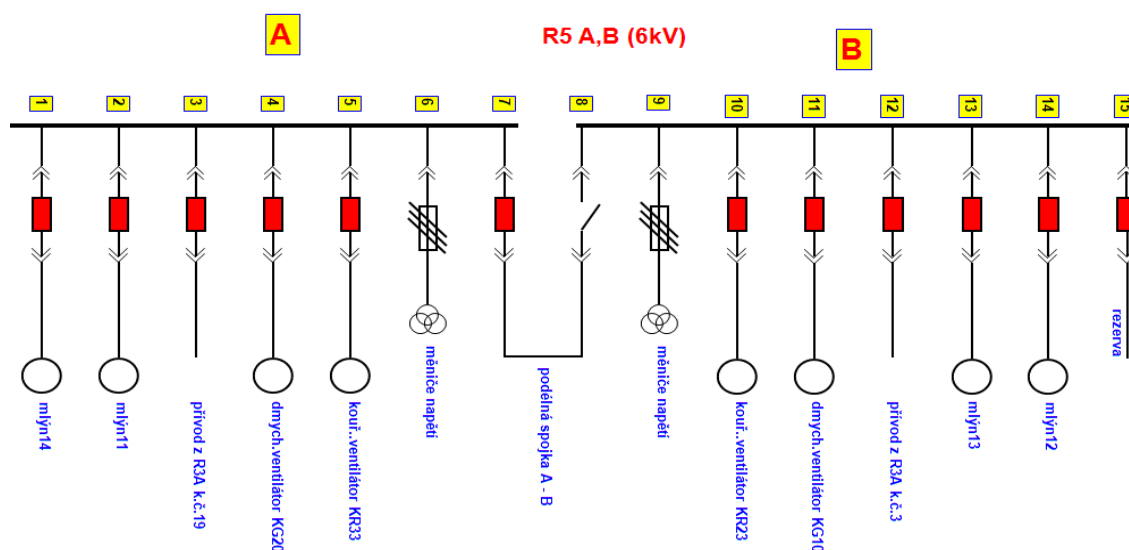 A
R5 A,B (6kV)
B
1
2
3
4
5
6
7
8
9
10
11
12
13
14
15
mlýn14
mlýn11
přívod z R3A k.č.19
dmych.ventilátor KG20
kouř..ventilátor KR33
měniče napětí
podélná spojka A - B
měniče napětí
kouř..ventilátor KR23
dmych.ventilátor KG10
přívod z R3A k.č.3
mlýn13
mlýn12
rezerva